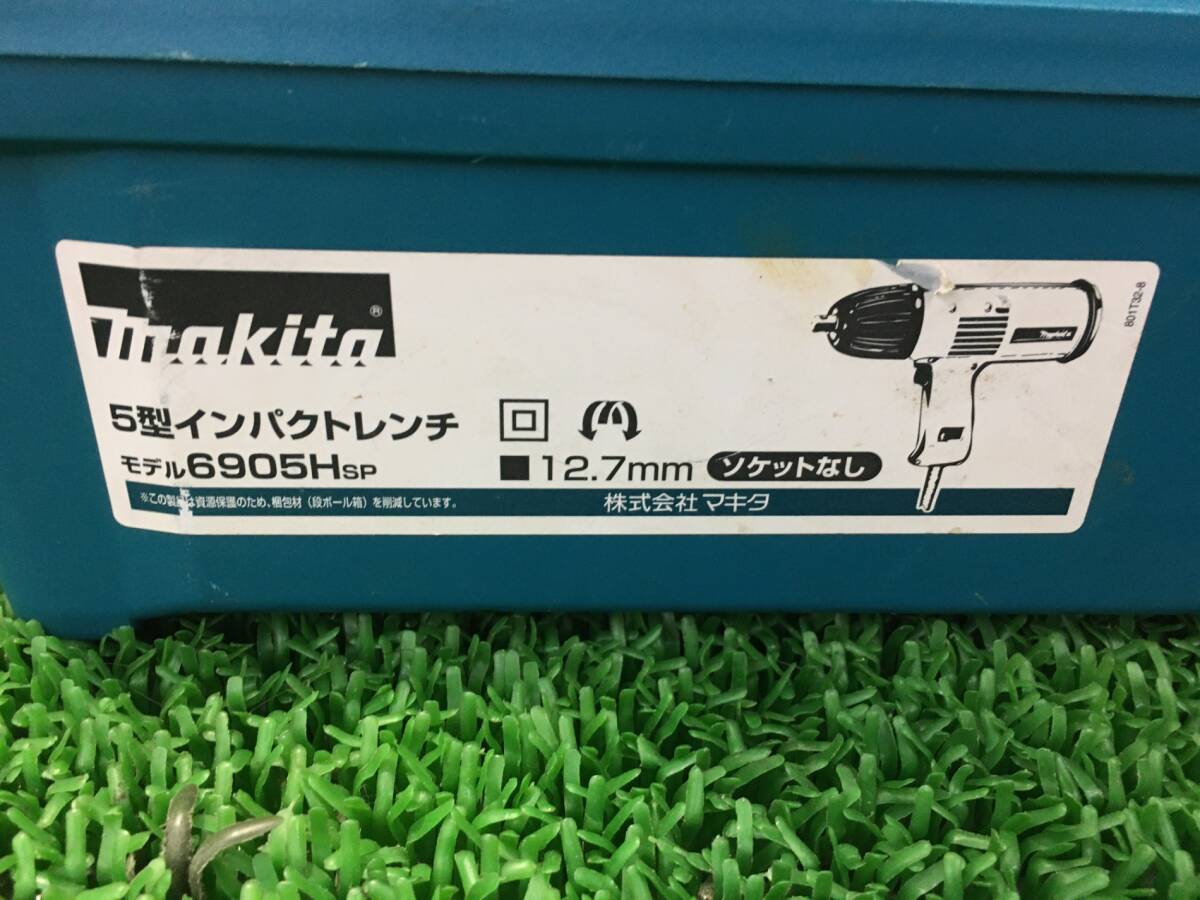 makita®
5型インパクトレンチ
モデル6905HSP
■12.7mm ソケットなし
※この製品は資源保護のため、梱包材(段ボール箱)を削減しています。
株式会社 マキタ
801T32-8
makita